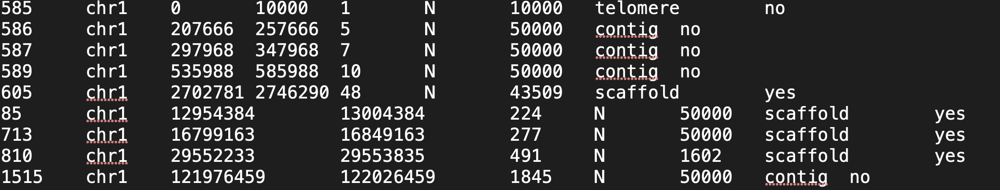 585 chr1 0 10000 1 N 10000 telomere no
586 chr1 207666 257666 5 N 50000 contig no
587 chr1 297968 347968 7 N 50000 contig no
589 chr1 535988 585988 10 N 50000 contig no
605 chr1 2702781 2746290 48 N 43509 scaffold yes
85 chr1 12954384 13004384 224 N 50000 scaffold yes
713 chr1 16799163 16849163 277 N 50000 scaffold yes
810 chr1 29552233 29553835 491 N 1602 scaffold yes
1515 chr1 121976459 122026459 1845 N 50000 contig no